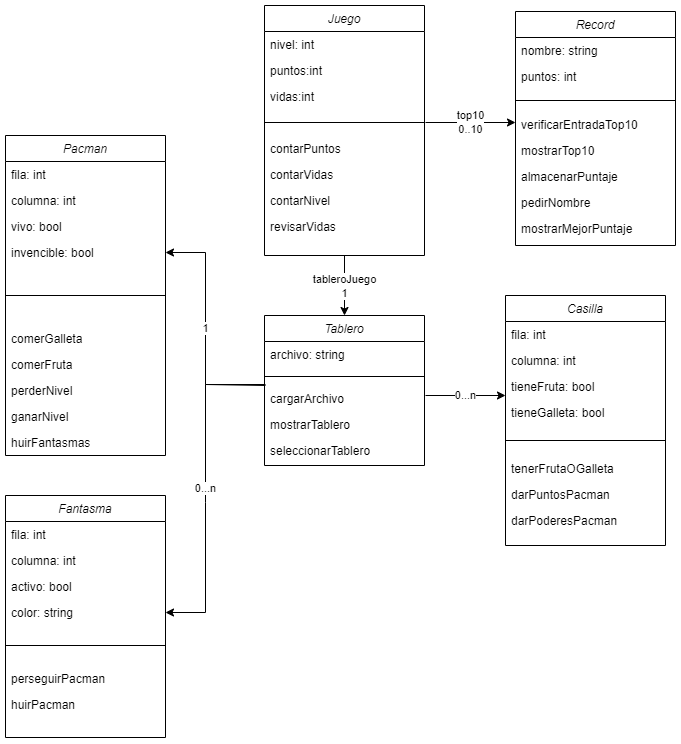 Juego
nivel: int
puntos:int
vidas:int
contarPuntos
contarVidas
contarNivel
revisarVidas
top10
0..10
Record
nombre: string
puntos: int
verificarEntradaTop10
mostrarTop10
almacenarPuntaje
pedirNombre
mostrarMejorPuntaje
Pacman
fila: int
columna: int
vivo: bool
invencible: bool
comerGalleta
comerFruta
perderNivel
ganarNivel
huirFantasmas
1
tableroJuego
1
Tablero
archivo: string
cargarArchivo
mostrarTablero
seleccionarTablero
0...n
Casilla
fila: int
columna: int
tieneFruta: bool
tieneGalleta: bool
tenerFrutaOGalleta
darPuntosPacman
darPoderesPacman
0...n
Fantasma
fila: int
columna: int
activo: bool
color: string
perseguirPacman
huirPacman